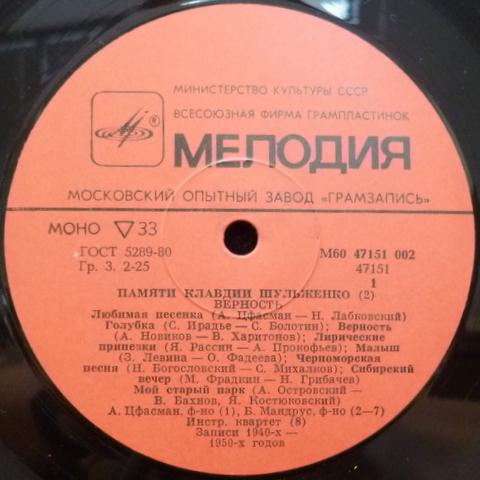 МИНИСТЕРСТВО КУЛЬТУРЫ СССР
ВСЕСОЮЗНАЯ ФИРМА ГРАМПЛАСТИНОК
®
МЕЛОДИЯ
МОСКОВСКИЙ ОПЫТНЫЙ ЗАВОД «ГРАМЗАПИСЬ»
МОНО ▽ 33
ГОСТ 5289-80
М60 47151 002
Гр. 3. 2-25
47151
1
ПАМЯТИ КЛАВДИИ ШУЛЬЖЕНКО (2)
ВЕРНОСТЬ
Любимая песенка (А. Цфасман — Н. Лабковский)
Голубка (С. Ирадье — С. Болотин); Верность
(А. Новиков — В. Харитонов); Лирические
припевки (Я. Рассин — А. Прокофьев); Малыш
(З. Левина — О. Фадеева); Черноморская
песня (Н. Богословский — С. Михалков); Сибирский
вечер (М. Фрадкин — Н. Грибачев)
Мой старый парк (А. Островский —
В. Бахнов, Я. Костюковский)
А. Цфасман, ф-но (1), Б. Мандрус, ф-но (2—7)
Инстр. квартет (8)
Записи 1940-х —
1950-х годов